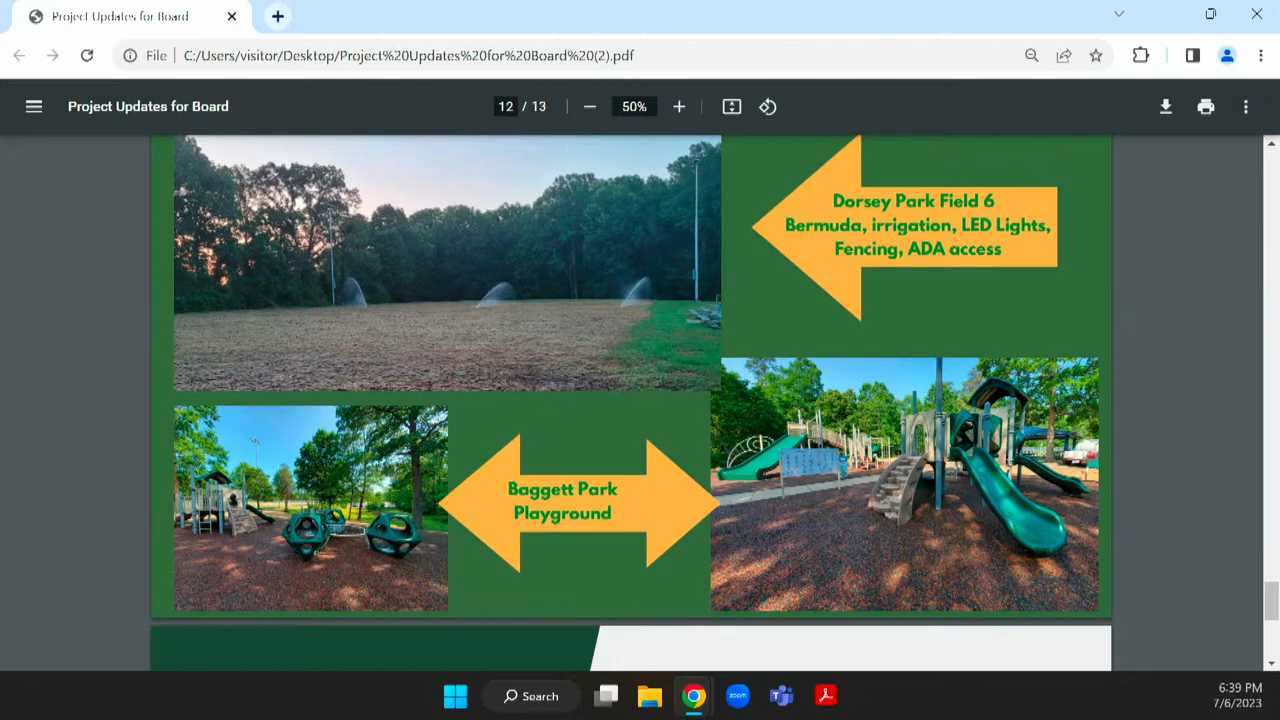 Project Updates for Board
File
C:/Users/visitor/Desktop/Project%20Updates%20for%20Board%20(2).pdf
Project Updates for Board
12 / 13
50%
Dorsey Park Field 6
Bermuda, irrigation, LED Lights,
Fencing, ADA access
Baggett Park
Playground
Search
zoom
6:39 PM
7/6/2023